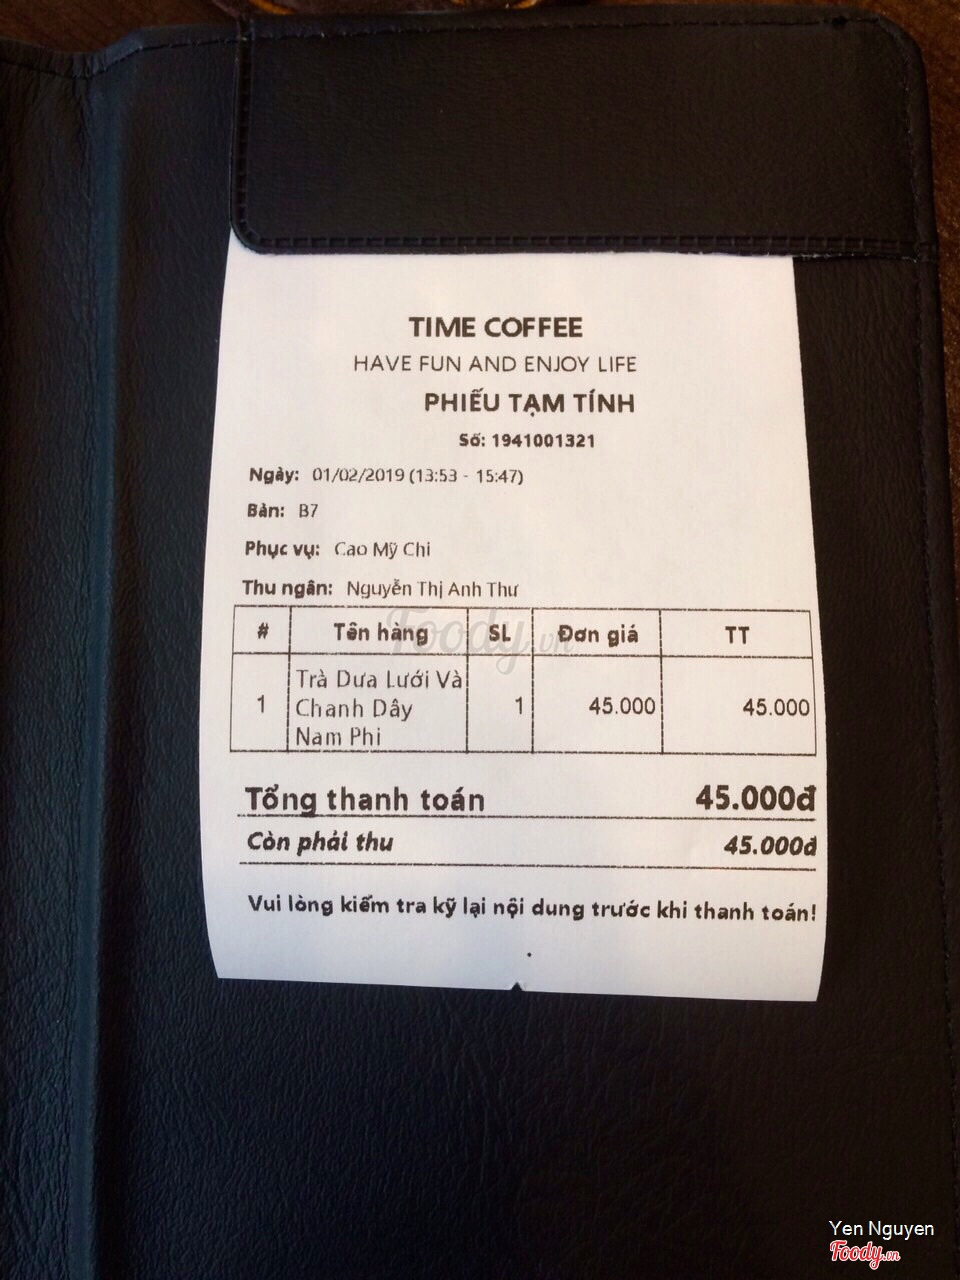 TIME COFFEE
HAVE FUN AND ENJOY LIFE
PHIẾU TẠM TÍNH
Số: 1941001321
Ngày: 01/02/2019 (13:53 - 15:47)
Bàn: B7
Phục vụ: Cao Mỹ Chi
Thu ngân: Nguyễn Thị Anh Thư
# Tên hàng SL Đơn giá TT
Foody.vn
1 Trà Dưa Lưới Và Chanh Dây Nam Phi 1 45.000 45.000
Tổng thanh toán 45.000đ
Còn phải thu 45.000đ
Vui lòng kiểm tra kỹ lại nội dung trước khi thanh toán!
Yen Nguyen
Foody.vn